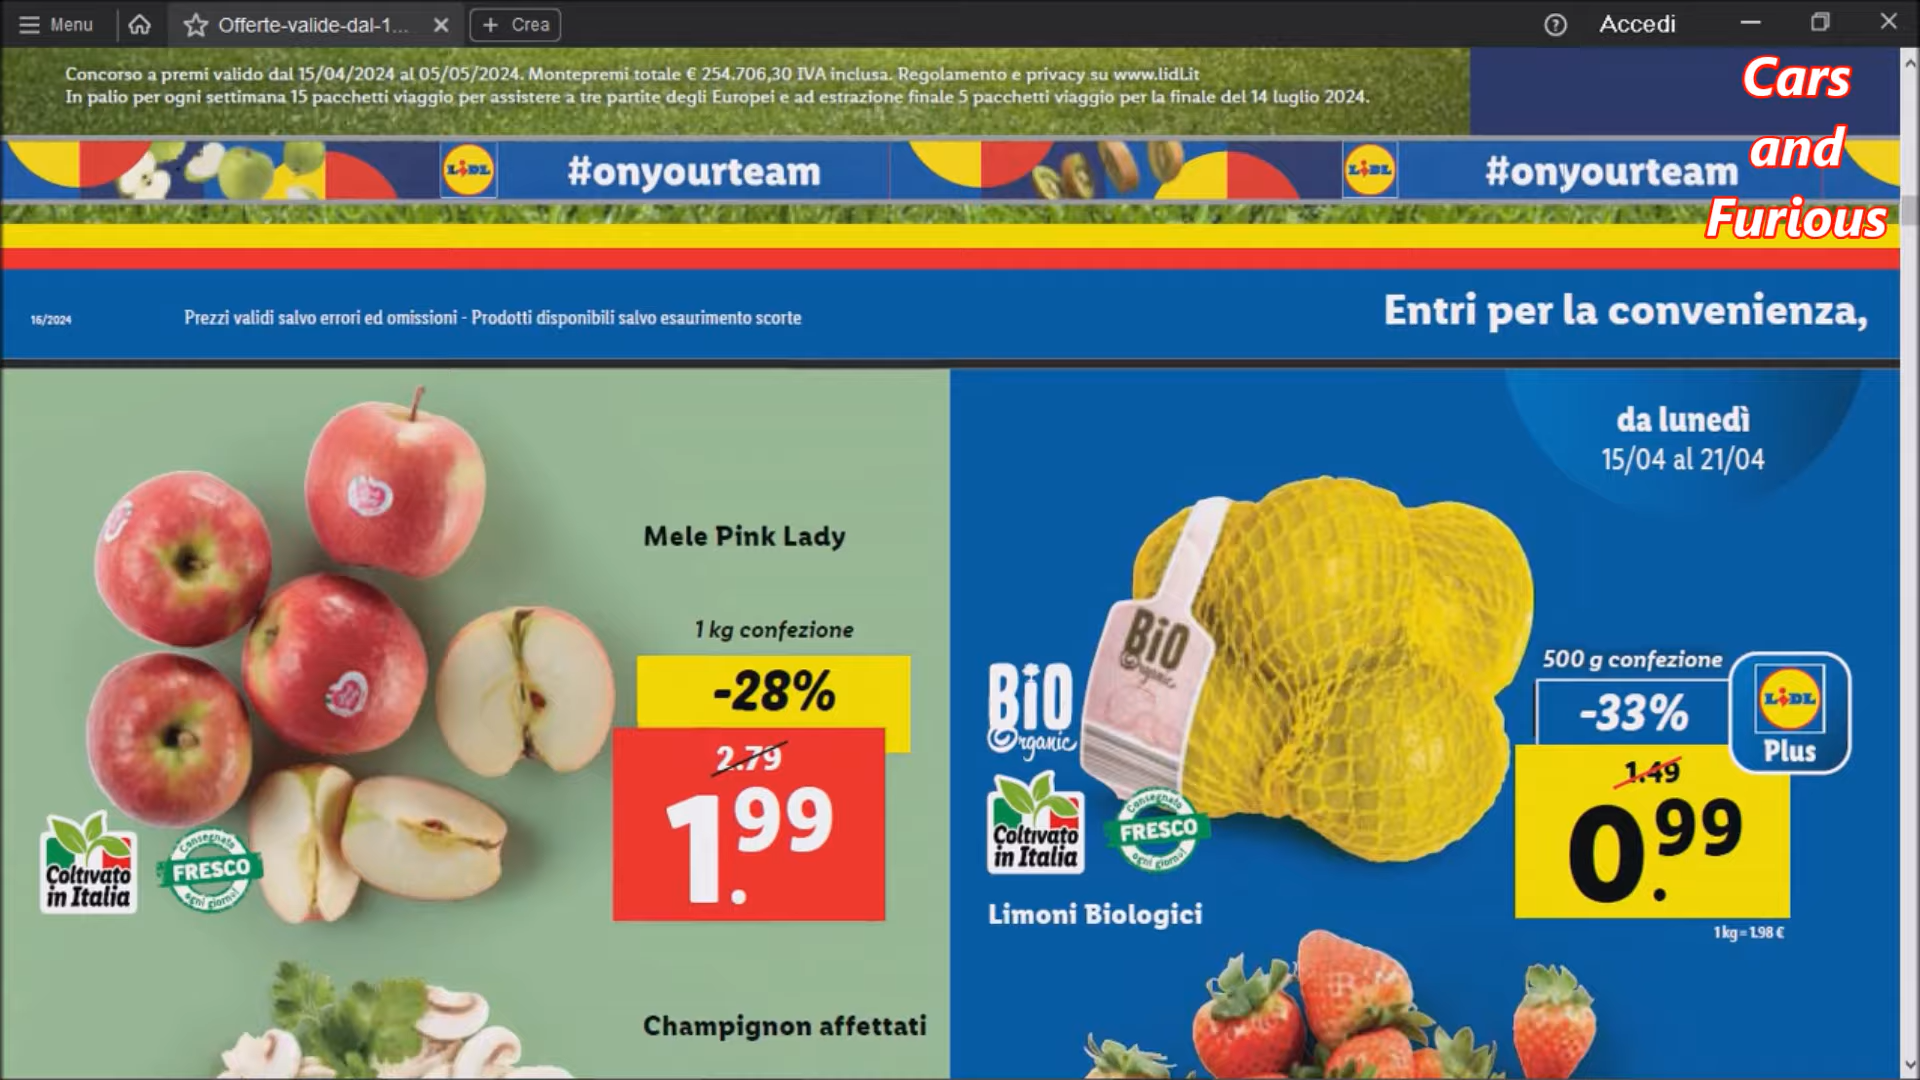 Menu
Offerte-valide-dal-1...
+ Crea
Accedi
Concorso a premi valido dal 15/04/2024 al 05/05/2024. Montepremi totale € 254.706,30 IVA inclusa. Regolamento e privacy su www.lidl.it
In palio per ogni settimana 15 pacchetti viaggio per assistere a tre partite degli Europei e ad estrazione finale 5 pacchetti viaggio per la finale del 14 luglio 2024.
Cars
and
Furious
LiDL
#onyourteam
LiDL
#onyourteam
16/2024
Prezzi validi salvo errori ed omissioni - Prodotti disponibili salvo esaurimento scorte
Entri per la convenienza,
Mele Pink Lady
1 kg confezione
-28%
2.79
1.99
Coltivato
in Italia
Consegnato
FRESCO
ogni giorno!
Champignon affettati
da lunedì
15/04 al 21/04
BiO
Organic
BiO
Organic
Coltivato
in Italia
Consegnato
FRESCO
ogni giorno!
Limoni Biologici
500 g confezione
-33%
LiDL
Plus
1.49
0.99
1 kg = 1.98 €